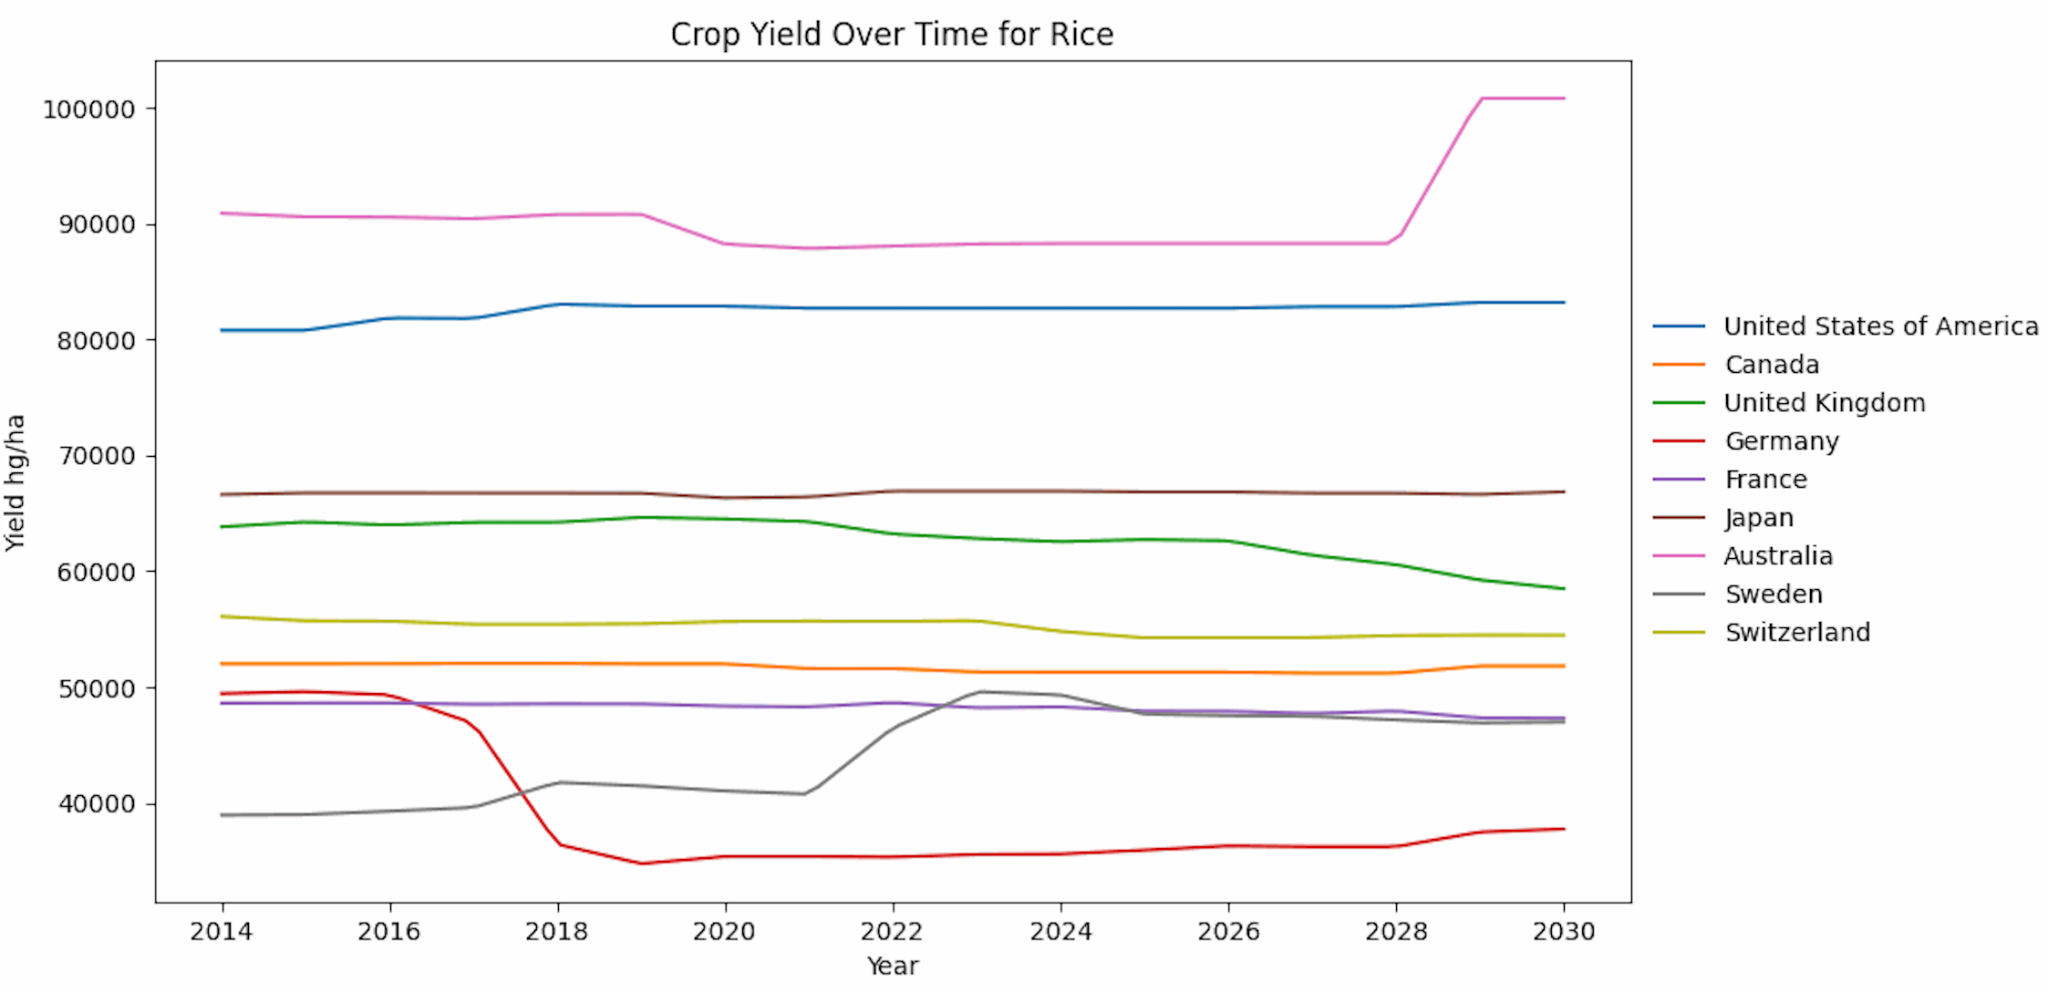 Crop Yield Over Time for Rice
100000
90000
80000
70000
60000
50000
40000
Yield hg/ha
2014 2016 2018 2020 2022 2024 2026 2028 2030
Year
United States of America
Canada
United Kingdom
Germany
France
Japan
Australia
Sweden
Switzerland